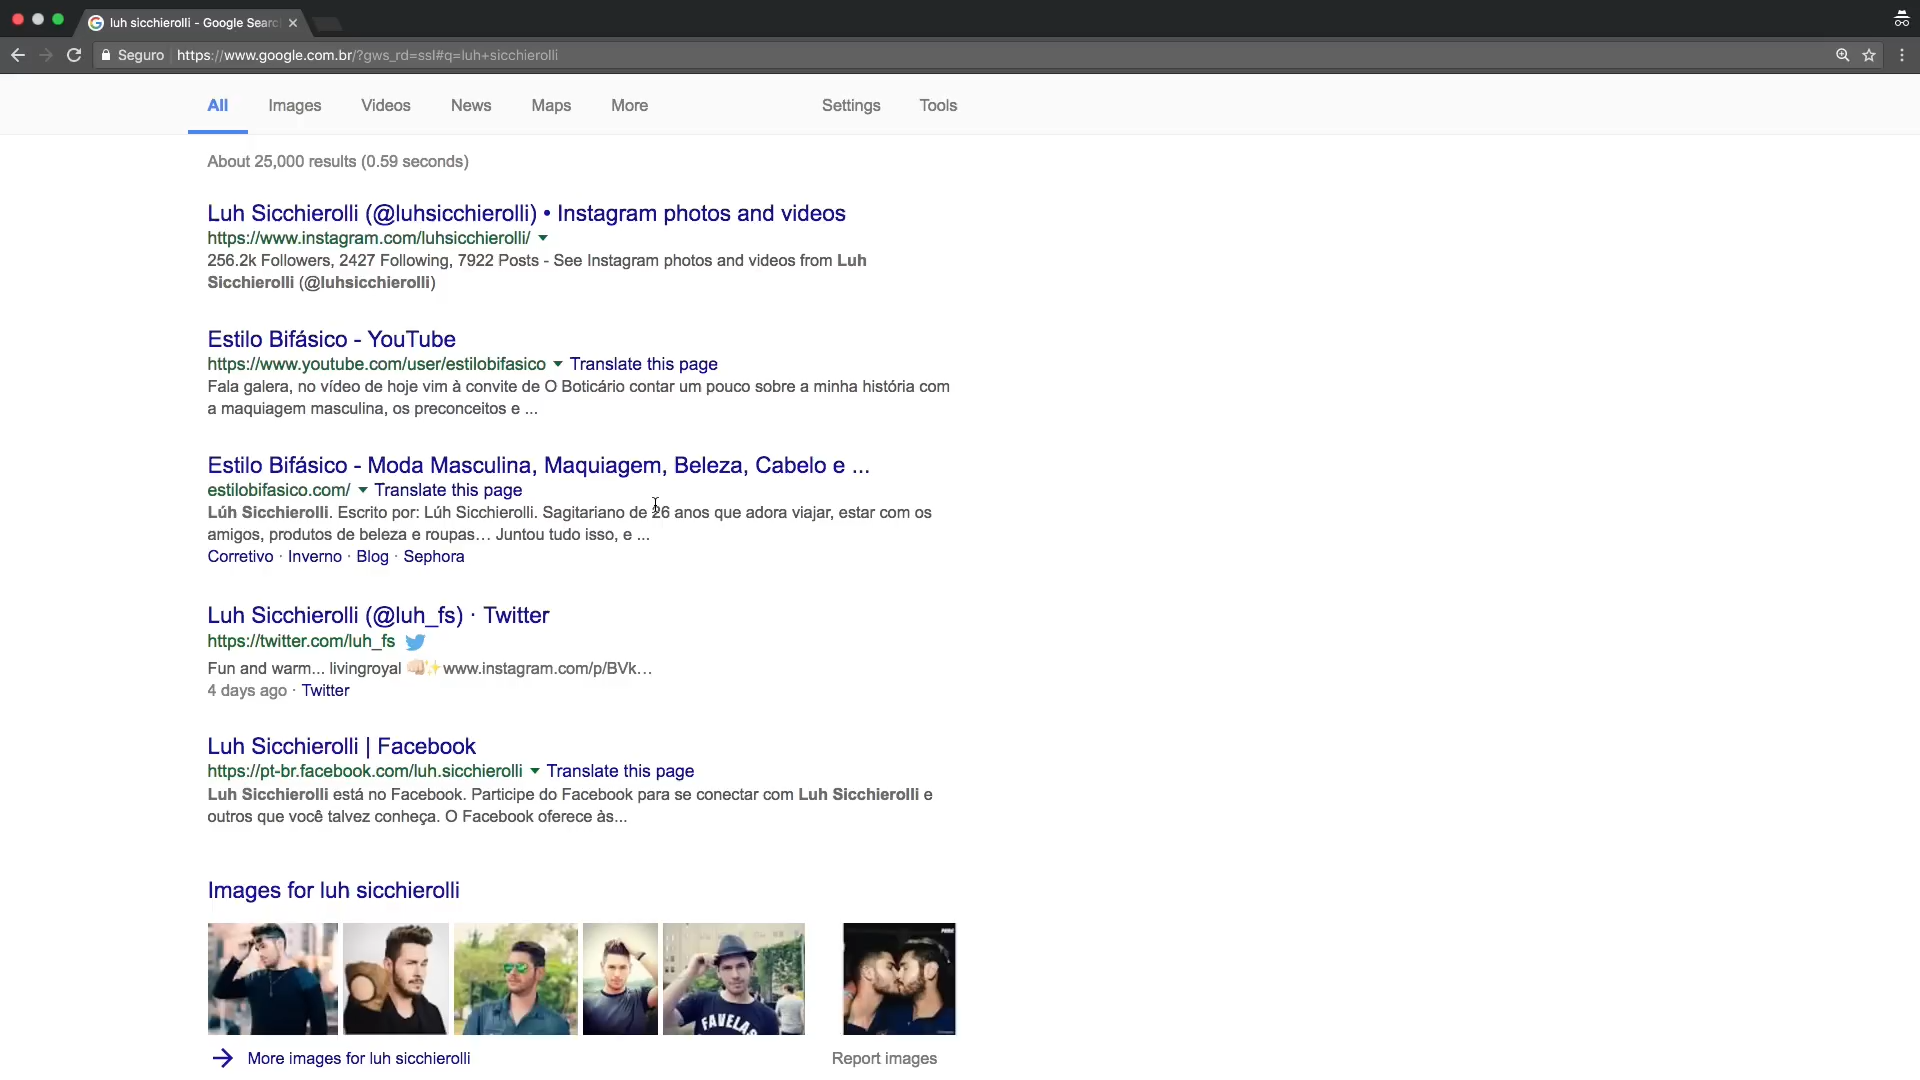 luh sicchierolli - Google Searc
Seguro
https://www.google.com.br/?gws_rd=ssl#q=luh+sicchierolli
All Images Videos News Maps More Settings Tools
About 25,000 results (0.59 seconds)
Luh Sicchierolli (@luhsicchierolli) • Instagram photos and videos
https://www.instagram.com/luhsicchierolli/
256.2k Followers, 2427 Following, 7922 Posts - See Instagram photos and videos from Luh
Sicchierolli (@luhsicchierolli)
Estilo Bifásico - YouTube
https://www.youtube.com/user/estilobifasico Translate this page
Fala galera, no vídeo de hoje vim à convite de O Boticário contar um pouco sobre a minha história com
a maquiagem masculina, os preconceitos e ...
Estilo Bifásico - Moda Masculina, Maquiagem, Beleza, Cabelo e ...
estilobifasico.com/ Translate this page
Lúh Sicchierolli. Escrito por: Lúh Sicchierolli. Sagitariano de 26 anos que adora viajar, estar com os
amigos, produtos de beleza e roupas… Juntou tudo isso, e ...
Corretivo · Inverno · Blog · Sephora
Luh Sicchierolli (@luh_fs) · Twitter
https://twitter.com/luh_fs
Fun and warm... livingroyal 👊🏻✨www.instagram.com/p/BVk…
4 days ago · Twitter
Luh Sicchierolli | Facebook
https://pt-br.facebook.com/luh.sicchierolli Translate this page
Luh Sicchierolli está no Facebook. Participe do Facebook para se conectar com Luh Sicchierolli e
outros que você talvez conheça. O Facebook oferece às...
Images for luh sicchierolli
FAVELAS
More images for luh sicchierolli
Report images